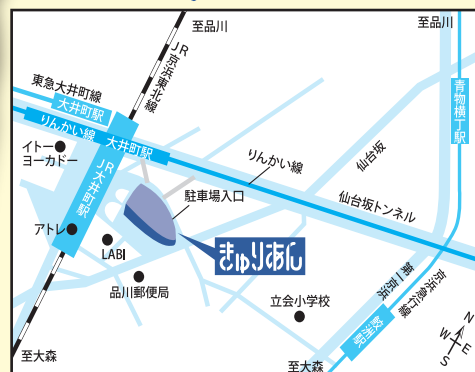 至品川
至品川
JR京浜東北線
東急大井町線
大井町駅
りんかい線
大井町駅
イトー
ヨーカドー
JR大井町駅
りんかい線
仙台坂
青物横丁駅
駐車場入口
仙台坂トンネル
アトレ
LABI
きゅりあん
品川郵便局
立会小学校
第一京浜
京浜急行線
鮫洲駅
N
W
E
S
至大森
至大森